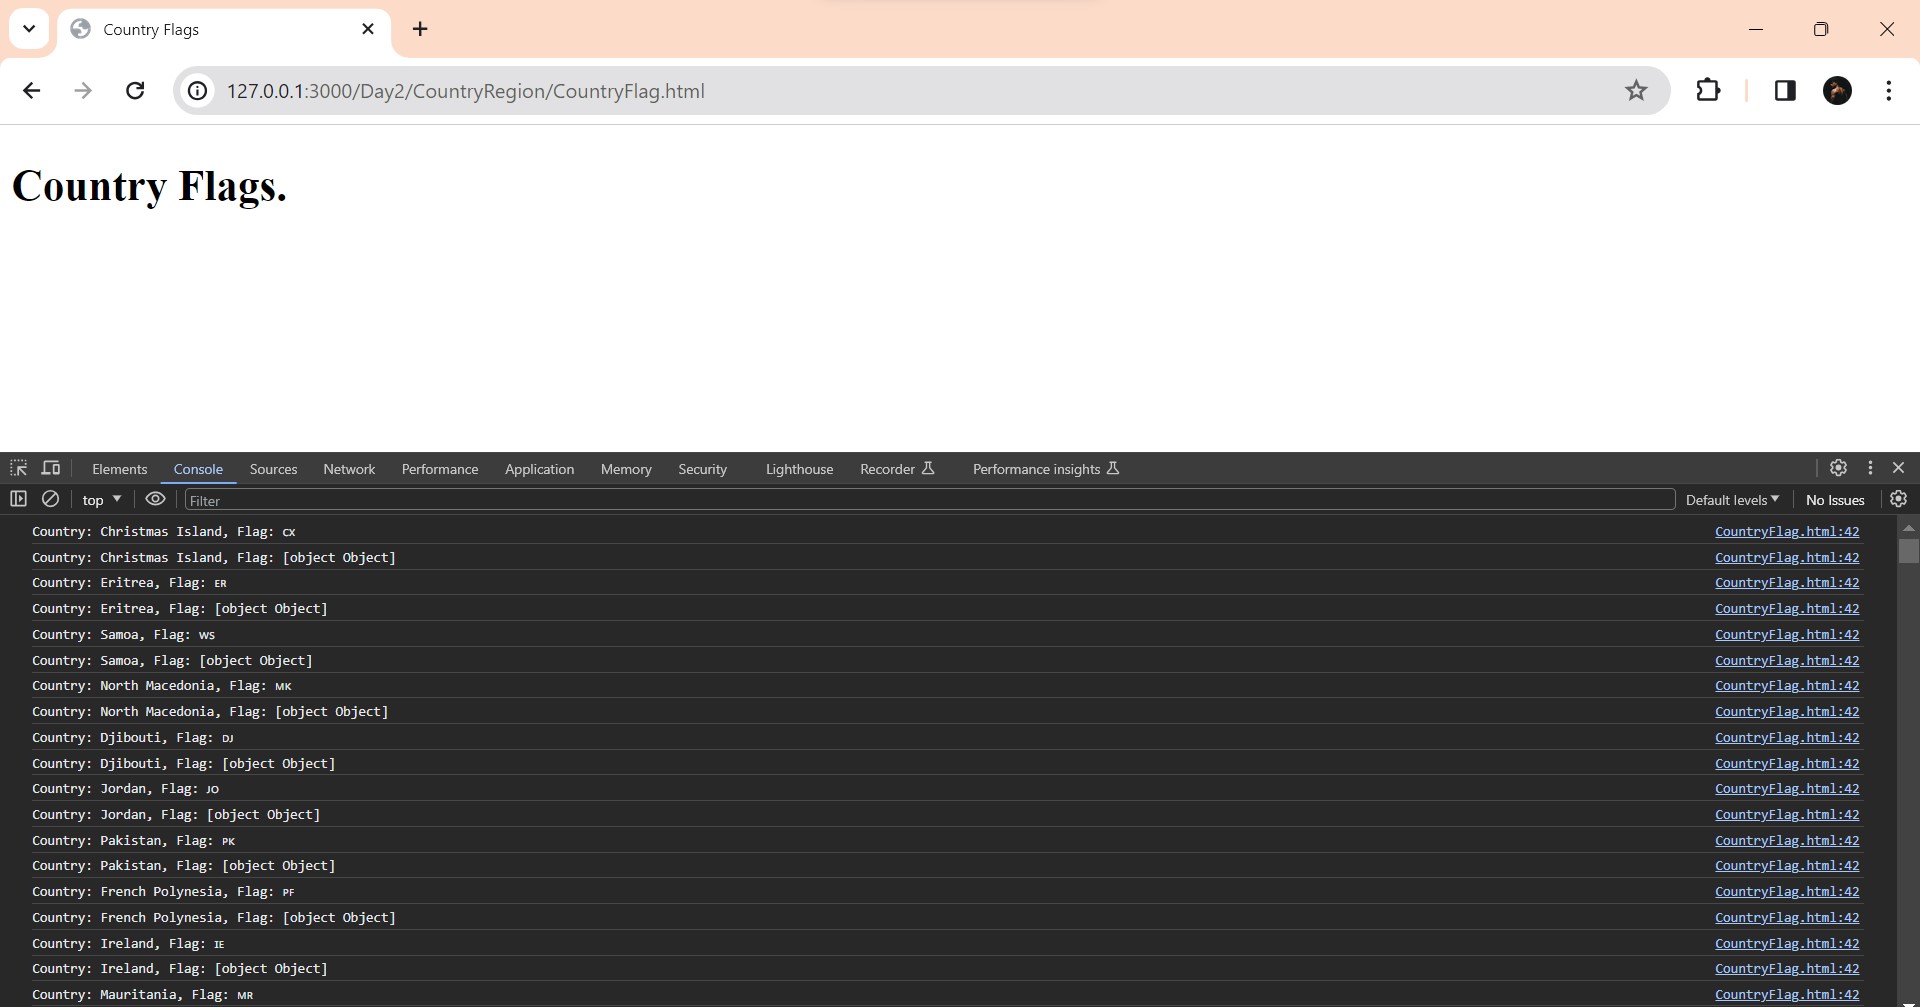 Country Flags
127.0.0.1:3000/Day2/CountryRegion/CountryFlag.html
Country Flags.
Elements Console Sources Network Performance Application Memory Security Lighthouse Recorder Performance insights
top Filter Default levels No Issues
Country: Christmas Island, Flag: CX CountryFlag.html:42
Country: Christmas Island, Flag: [object Object] CountryFlag.html:42
Country: Eritrea, Flag: ER CountryFlag.html:42
Country: Eritrea, Flag: [object Object] CountryFlag.html:42
Country: Samoa, Flag: WS CountryFlag.html:42
Country: Samoa, Flag: [object Object] CountryFlag.html:42
Country: North Macedonia, Flag: MK CountryFlag.html:42
Country: North Macedonia, Flag: [object Object] CountryFlag.html:42
Country: Djibouti, Flag: DJ CountryFlag.html:42
Country: Djibouti, Flag: [object Object] CountryFlag.html:42
Country: Jordan, Flag: JO CountryFlag.html:42
Country: Jordan, Flag: [object Object] CountryFlag.html:42
Country: Pakistan, Flag: PK CountryFlag.html:42
Country: Pakistan, Flag: [object Object] CountryFlag.html:42
Country: French Polynesia, Flag: PF CountryFlag.html:42
Country: French Polynesia, Flag: [object Object] CountryFlag.html:42
Country: Ireland, Flag: IE CountryFlag.html:42
Country: Ireland, Flag: [object Object] CountryFlag.html:42
Country: Mauritania, Flag: MR CountryFlag.html:42